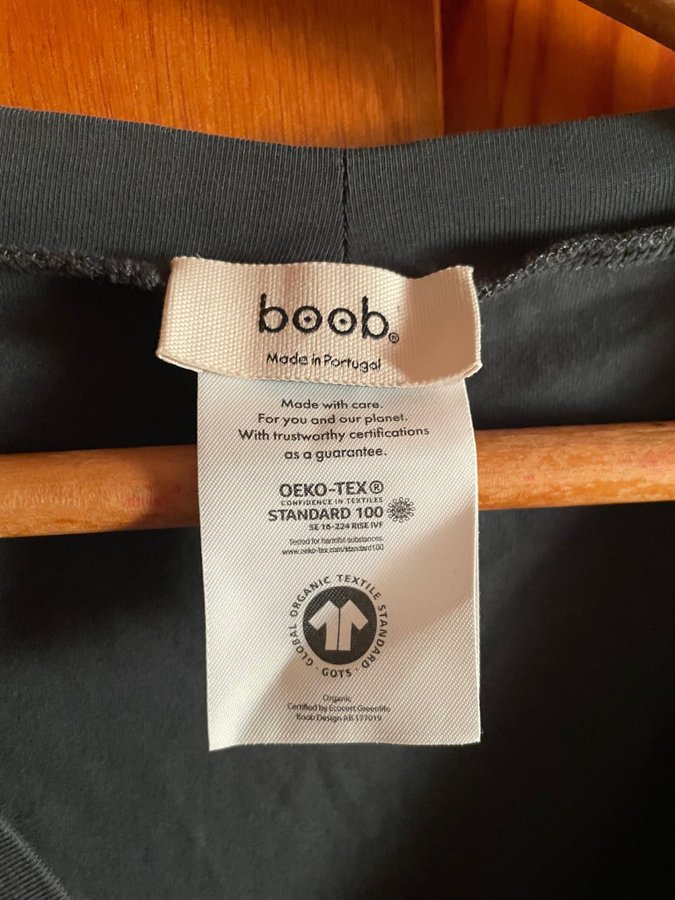 boob®
Made in Portugal
Made with care.
For you and our planet.
With trustworthy certifications
as a guarantee.
OEKO-TEX®
CONFIDENCE IN TEXTILES
STANDARD 100
SE 16-224 RISE IVF
Tested for harmful substances.
www.oeko-tex.com/standard100
GLOBAL ORGANIC TEXTILE STANDARD · GOTS ·
Organic
Certified by Ecocert Greenlife
Boob Design AB 177019